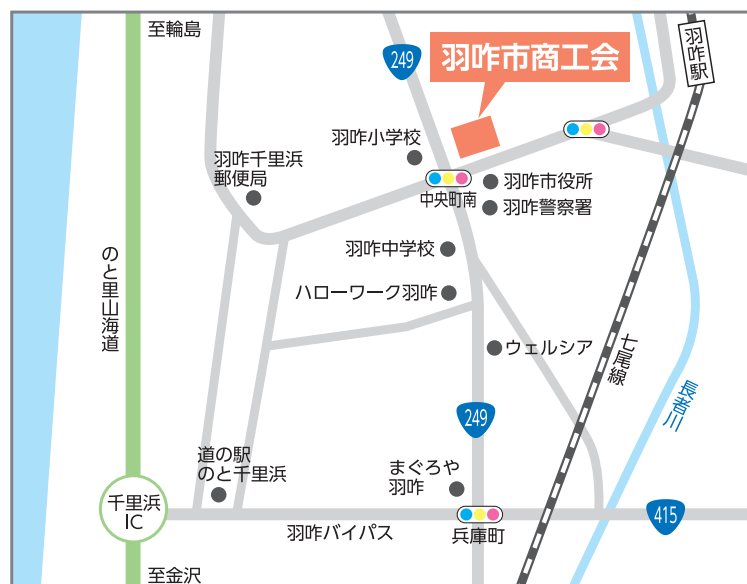 至輪島
249
羽咋市商工会
羽咋駅
羽咋小学校
羽咋千里浜
郵便局
中央町南
羽咋市役所
羽咋警察署
のと里山海道
羽咋中学校
ハローワーク羽咋
ウェルシア
七尾線
長者川
249
道の駅
のと千里浜
まぐろや
羽咋
千里浜
IC
415
羽咋バイパス
兵庫町
至金沢